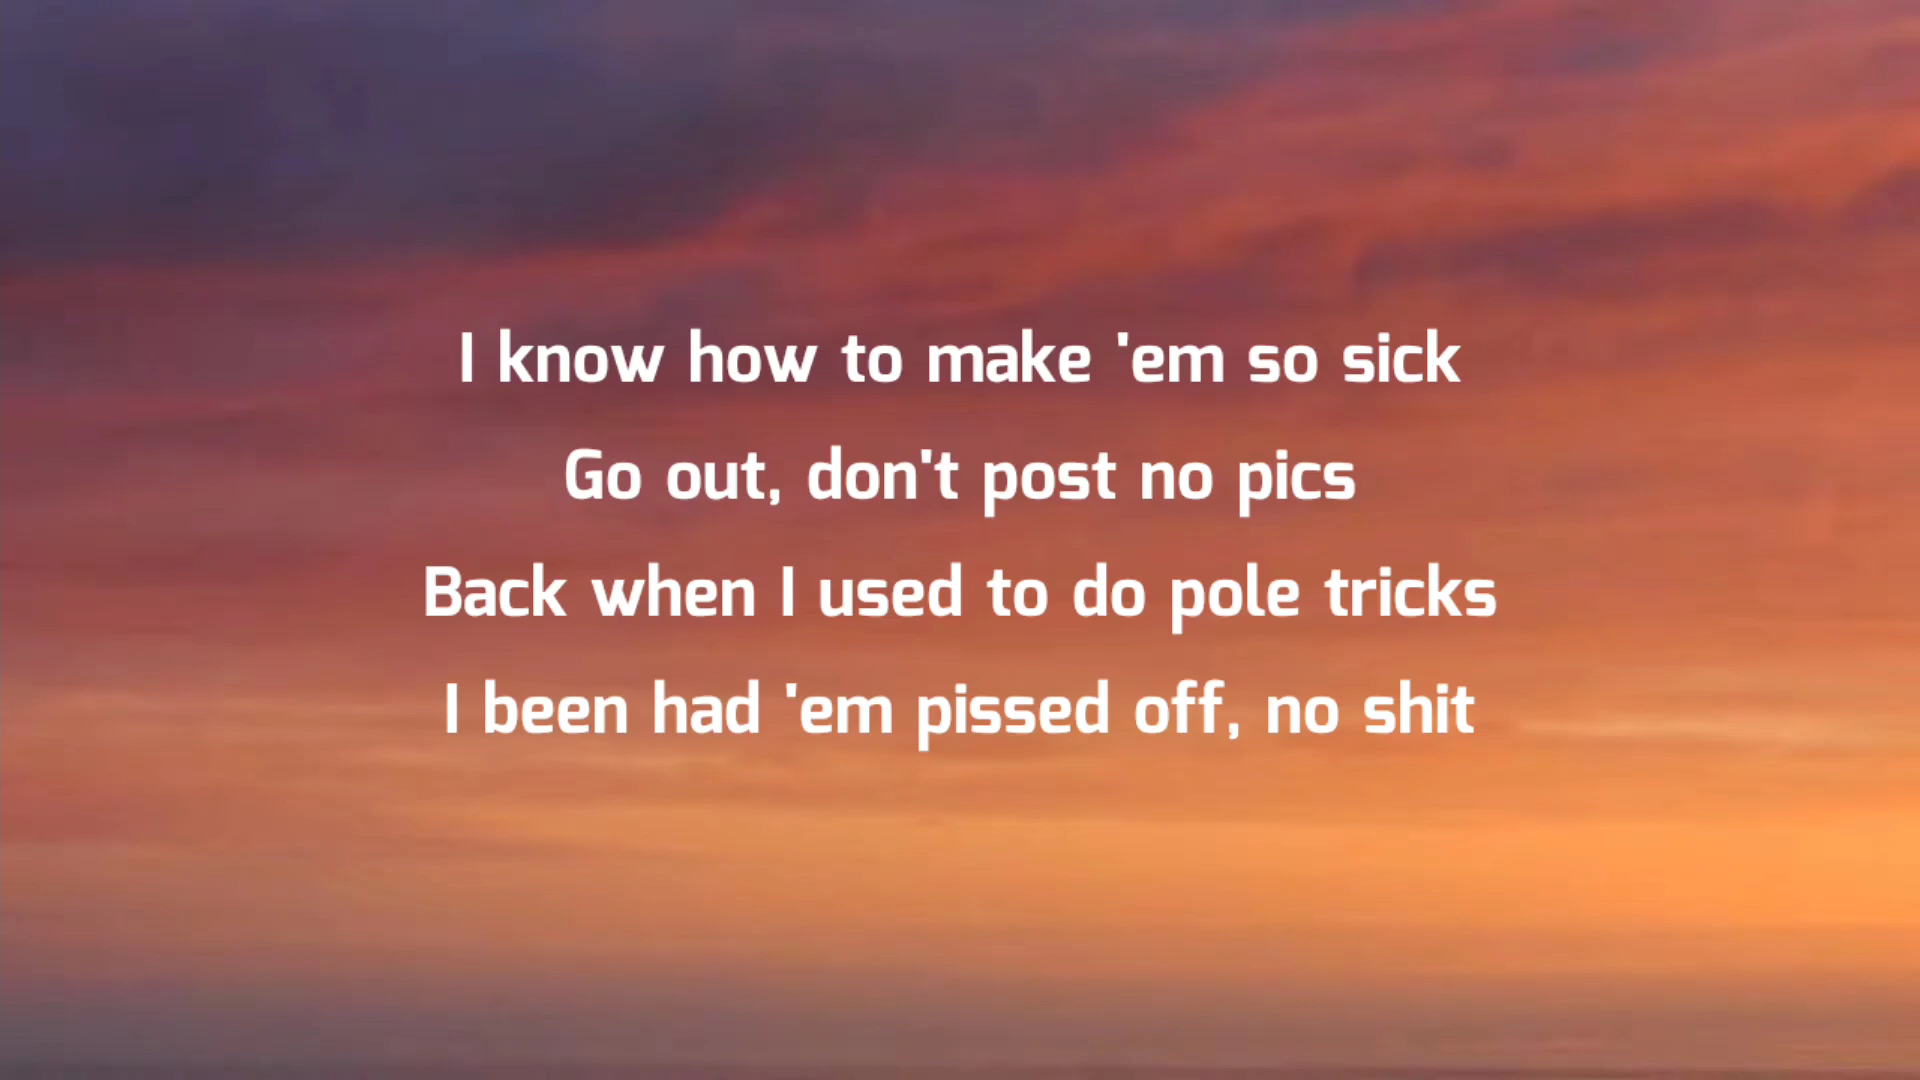 I know how to make 'em so sick
Go out, don't post no pics
Back when I used to do pole tricks
I been had 'em pissed off, no shit